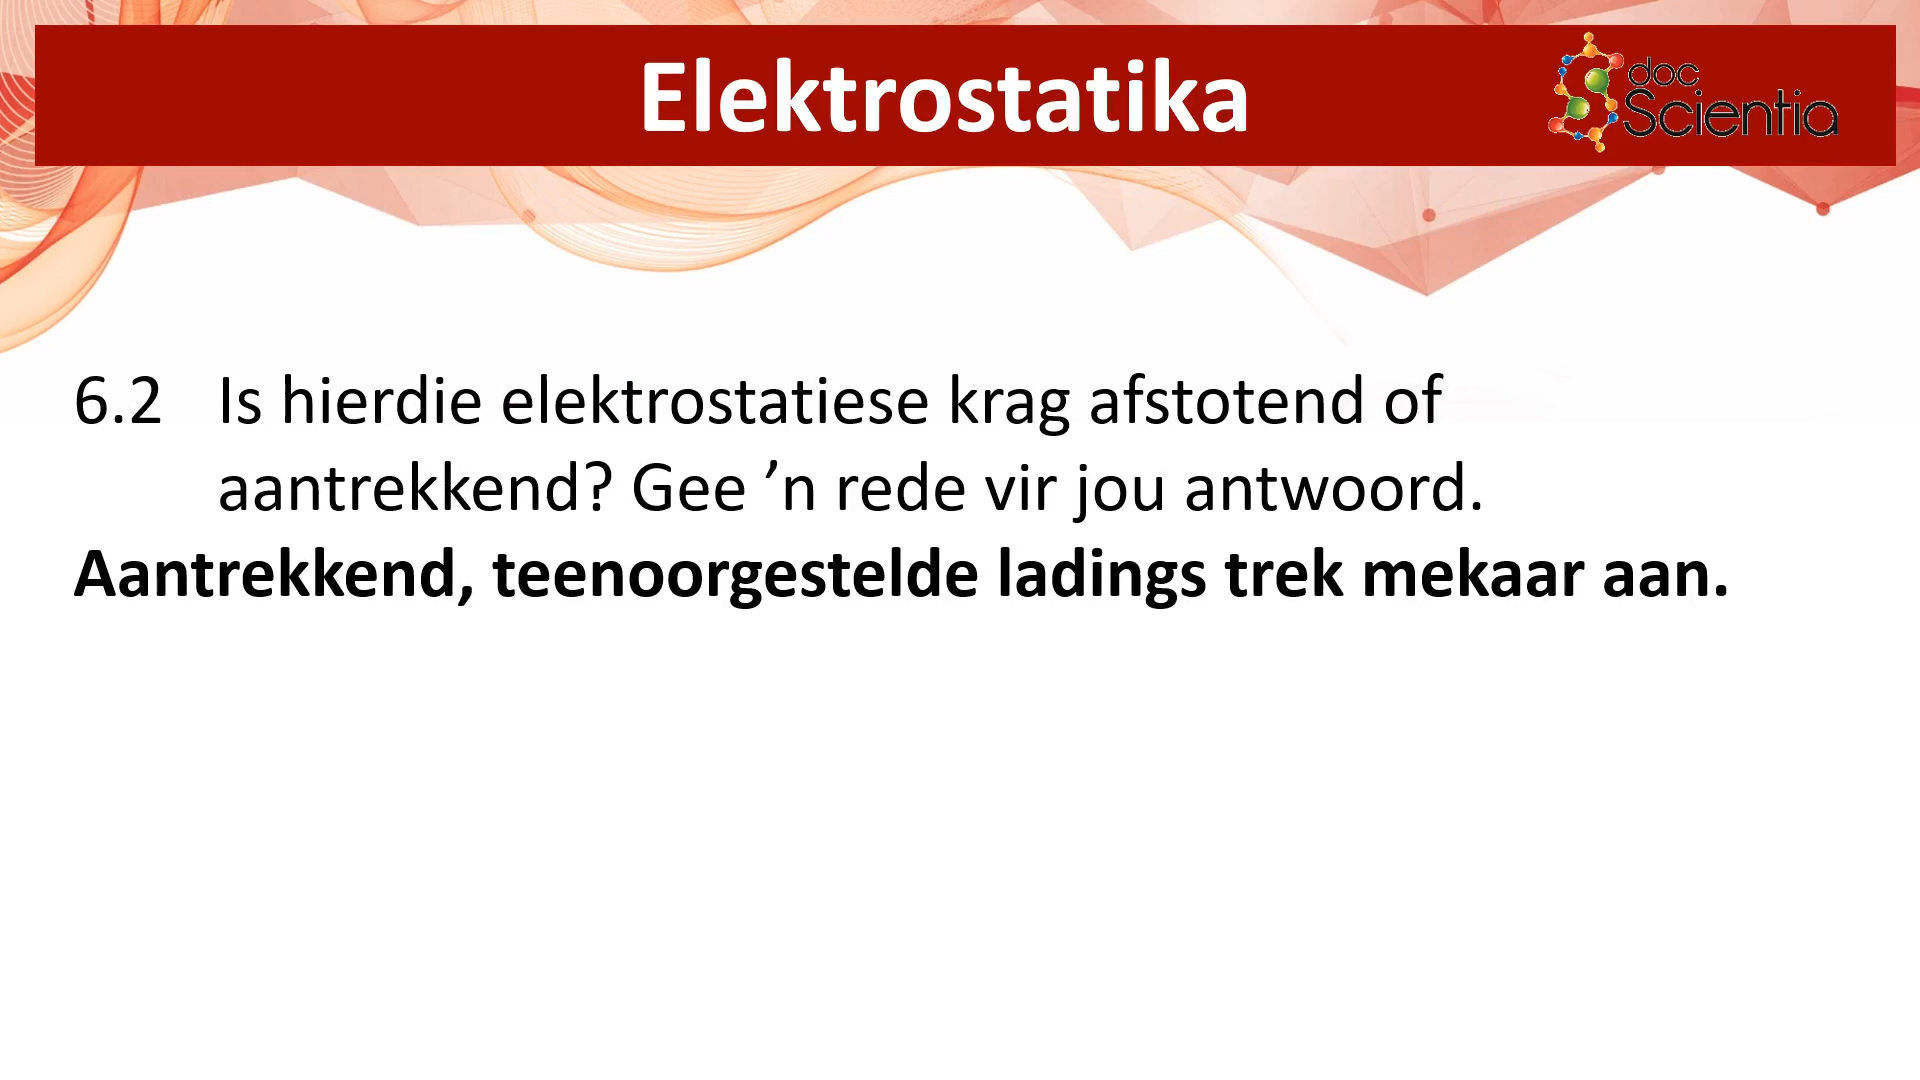 Elektrostatika
doc
Scientia
6.2 Is hierdie elektrostatiese krag afstotend of
aantrekkend? Gee ’n rede vir jou antwoord.
Aantrekkend, teenoorgestelde ladings trek mekaar aan.